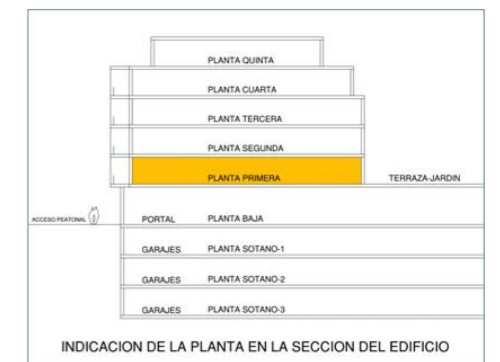 PLANTA QUINTA
PLANTA CUARTA
PLANTA TERCERA
PLANTA SEGUNDA
PLANTA PRIMERA TERRAZA-JARDIN
ACCESO PEATONAL PORTAL PLANTA BAJA
GARAJES PLANTA SOTANO-1
GARAJES PLANTA SOTANO-2
GARAJES PLANTA SOTANO-3
INDICACION DE LA PLANTA EN LA SECCION DEL EDIFICIO